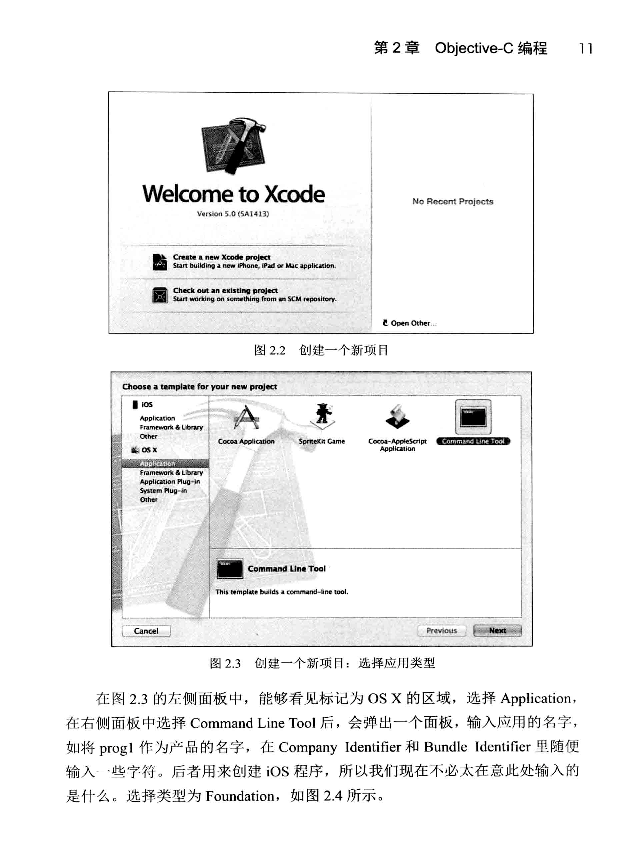 第 2 章 Objective-C 编程 11
Welcome to Xcode
Version 5.0 (5A1413)
Create a new Xcode project
Start building a new iPhone, iPad or Mac application.
Check out an existing project
Start working on something from an SCM repository.
No Recent Projects
Open Other...
图 2.2 创建一个新项目
Choose a template for your new project
iOS
Application
Framework & Library
Other
OS X
Application
Framework & Library
Application Plug-in
System Plug-in
Other
Cocoa Application
SpriteKit Game
Cocoa-AppleScript
Application
Command Line Tool
Command Line Tool
This template builds a command-line tool.
Cancel
Previous
Next
图 2.3 创建一个新项目：选择应用类型
在图 2.3 的左侧面板中，能够看见标记为 OS X 的区域，选择 Application，
在右侧面板中选择 Command Line Tool 后，会弹出一个面板，输入应用的名字，
如将 prog1 作为产品的名字，在 Company Identifier 和 Bundle Identifier 里随便
输入一些字符。后者用来创建 iOS 程序，所以我们现在不必太在意此处输入的
是什么。选择类型为 Foundation，如图 2.4 所示。